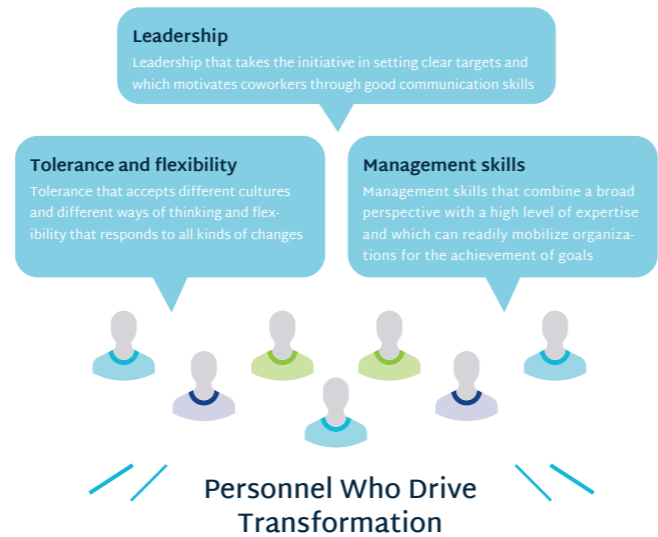 Leadership
Leadership that takes the initiative in setting clear targets and
which motivates coworkers through good communication skills
Tolerance and flexibility
Tolerance that accepts different cultures
and different ways of thinking and flex-
ibility that responds to all kinds of changes
Management skills
Management skills that combine a broad
perspective with a high level of expertise
and which can readily mobilize organiza-
tions for the achievement of goals
Personnel Who Drive
Transformation